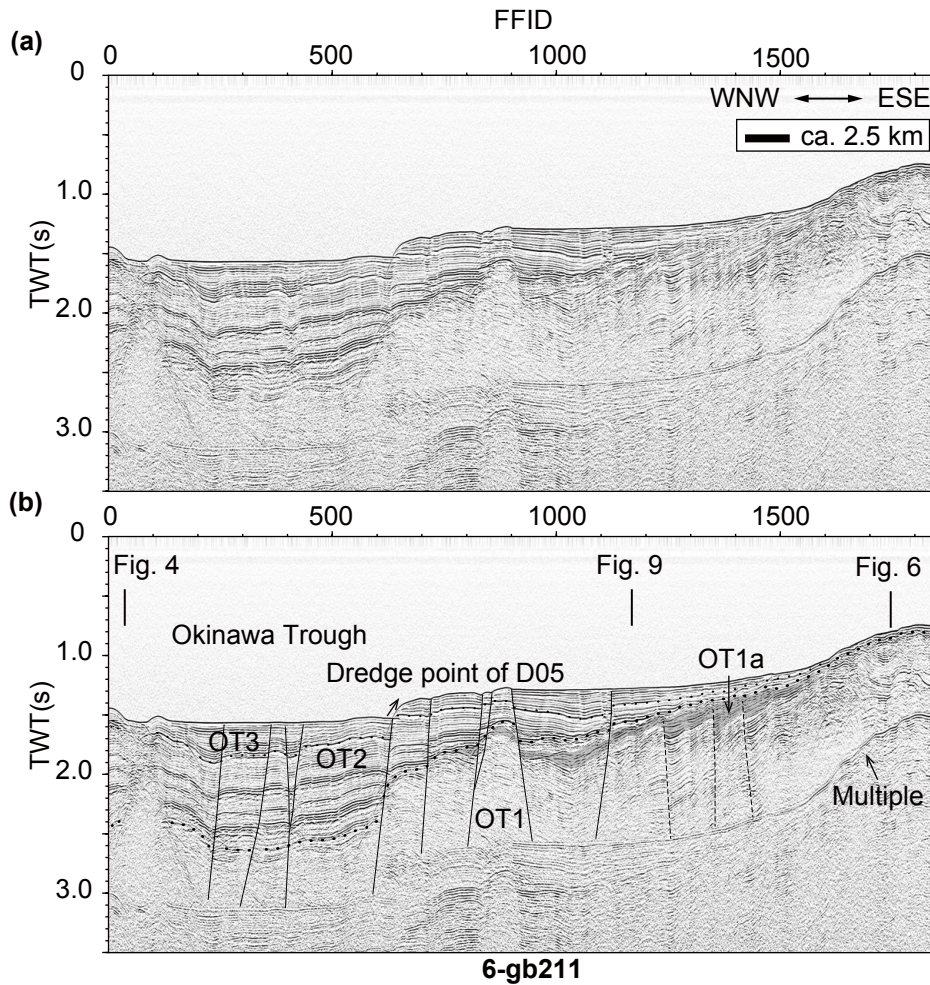 FFID
(a)
0 500 1000 1500
0
WNW ESE
ca. 2.5 km
1.0
TWT(s)
2.0
3.0
(b)
0 500 1000 1500
0
Fig. 4 Fig. 9 Fig. 6
Okinawa Trough
1.0
OT1a
Dredge point of D05
TWT(s)
OT3
OT2
2.0
Multiple
OT1
3.0
6-gb211